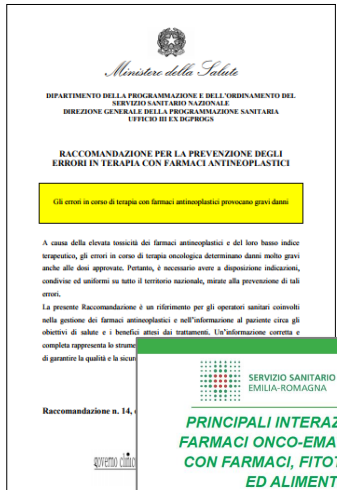 Ministero della Salute
DIPARTIMENTO DELLA PROGRAMMAZIONE E DELL'ORDINAMENTO DEL
SERVIZIO SANITARIO NAZIONALE
DIREZIONE GENERALE DELLA PROGRAMMAZIONE SANITARIA
UFFICIO III EX DGPROGS
RACCOMANDAZIONE PER LA PREVENZIONE DEGLI
ERRORI IN TERAPIA CON FARMACI ANTINEOPLASTICI
Gli errori in corso di terapia con farmaci antineoplastici provocano gravi danni
A causa della elevata tossicità dei farmaci antineoplastici e del loro basso indice
terapeutico, gli errori in corso di terapia oncologica determinano danni molto gravi
anche alle dosi approvate. Pertanto, è necessario avere a disposizione indicazioni,
condivise ed uniformi su tutto il territorio nazionale, mirate alla prevenzione di tali
errori.
La presente Raccomandazione è un riferimento per gli operatori sanitari coinvolti
nella gestione dei farmaci antineoplastici e nell'informazione al paziente circa gli
obiettivi di salute e i benefici attesi dai trattamenti. Un'informazione corretta e
completa rappresenta lo strume
di garantire la qualità e la sicur
Raccomandazione n. 14,
governo clinico
SERVIZIO SANITARIO
EMILIA-ROMAGNA
PRINCIPALI INTERAZ
FARMACI ONCO-EMA
CON FARMACI, FITOT
ED ALIMENT